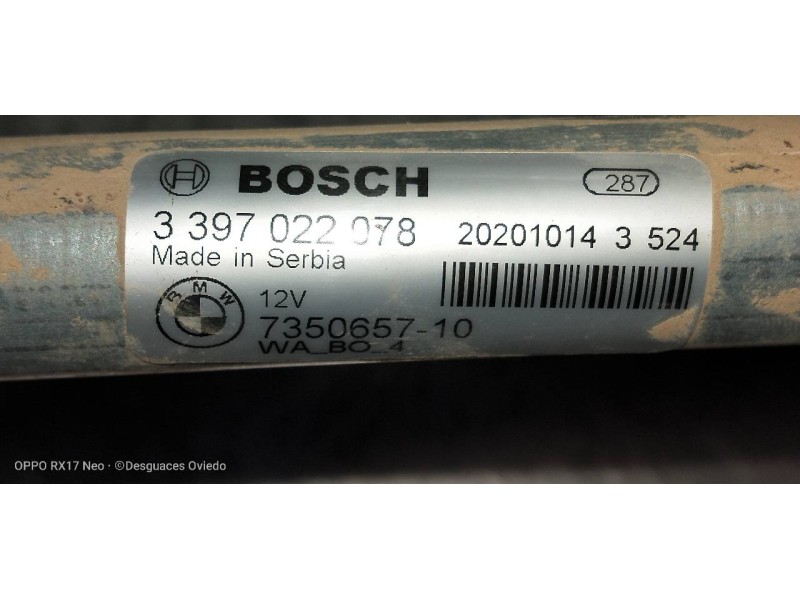 BOSCH
287
3 397 022 078
20201014 3 524
Made in Serbia
BMW
12V
7350657-10
WA_BO_4
OPPO RX17 Neo · ©Desguaces Oviedo